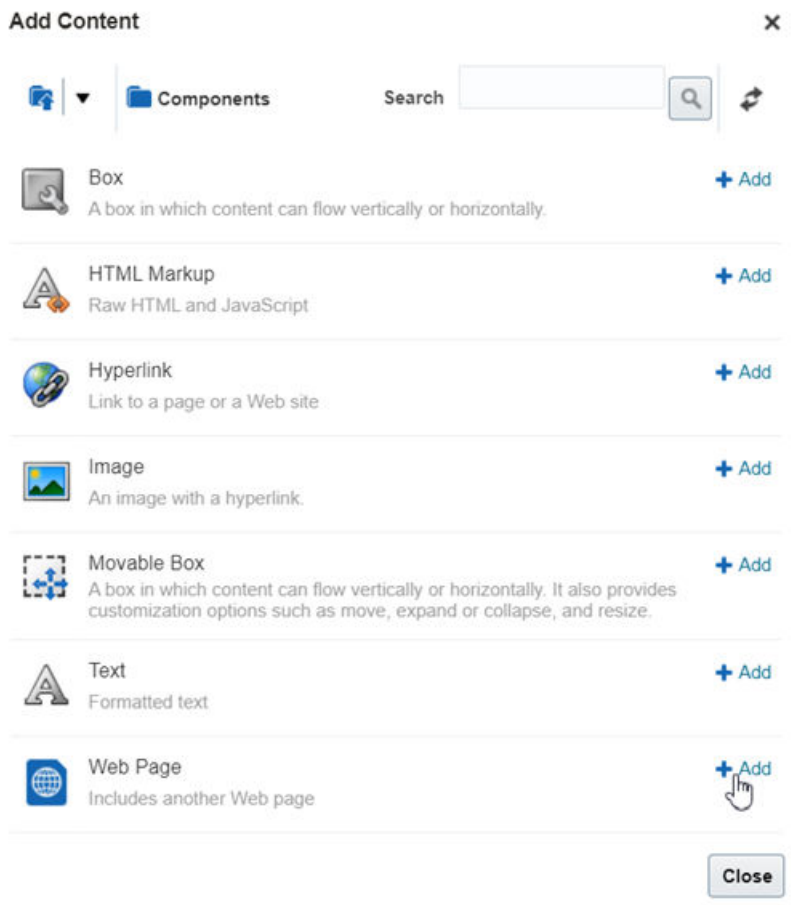 Add Content
Components
Search
Box
Add
A box in which content can flow vertically or horizontally.
HTML Markup
Add
Raw HTML and JavaScript
Hyperlink
Add
Link to a page or a Web site
Image
Add
An image with a hyperlink.
Movable Box
Add
A box in which content can flow vertically or horizontally. It also provides
customization options such as move, expand or collapse, and resize.
Text
Add
Formatted text
Web Page
Add
Includes another Web page
Close